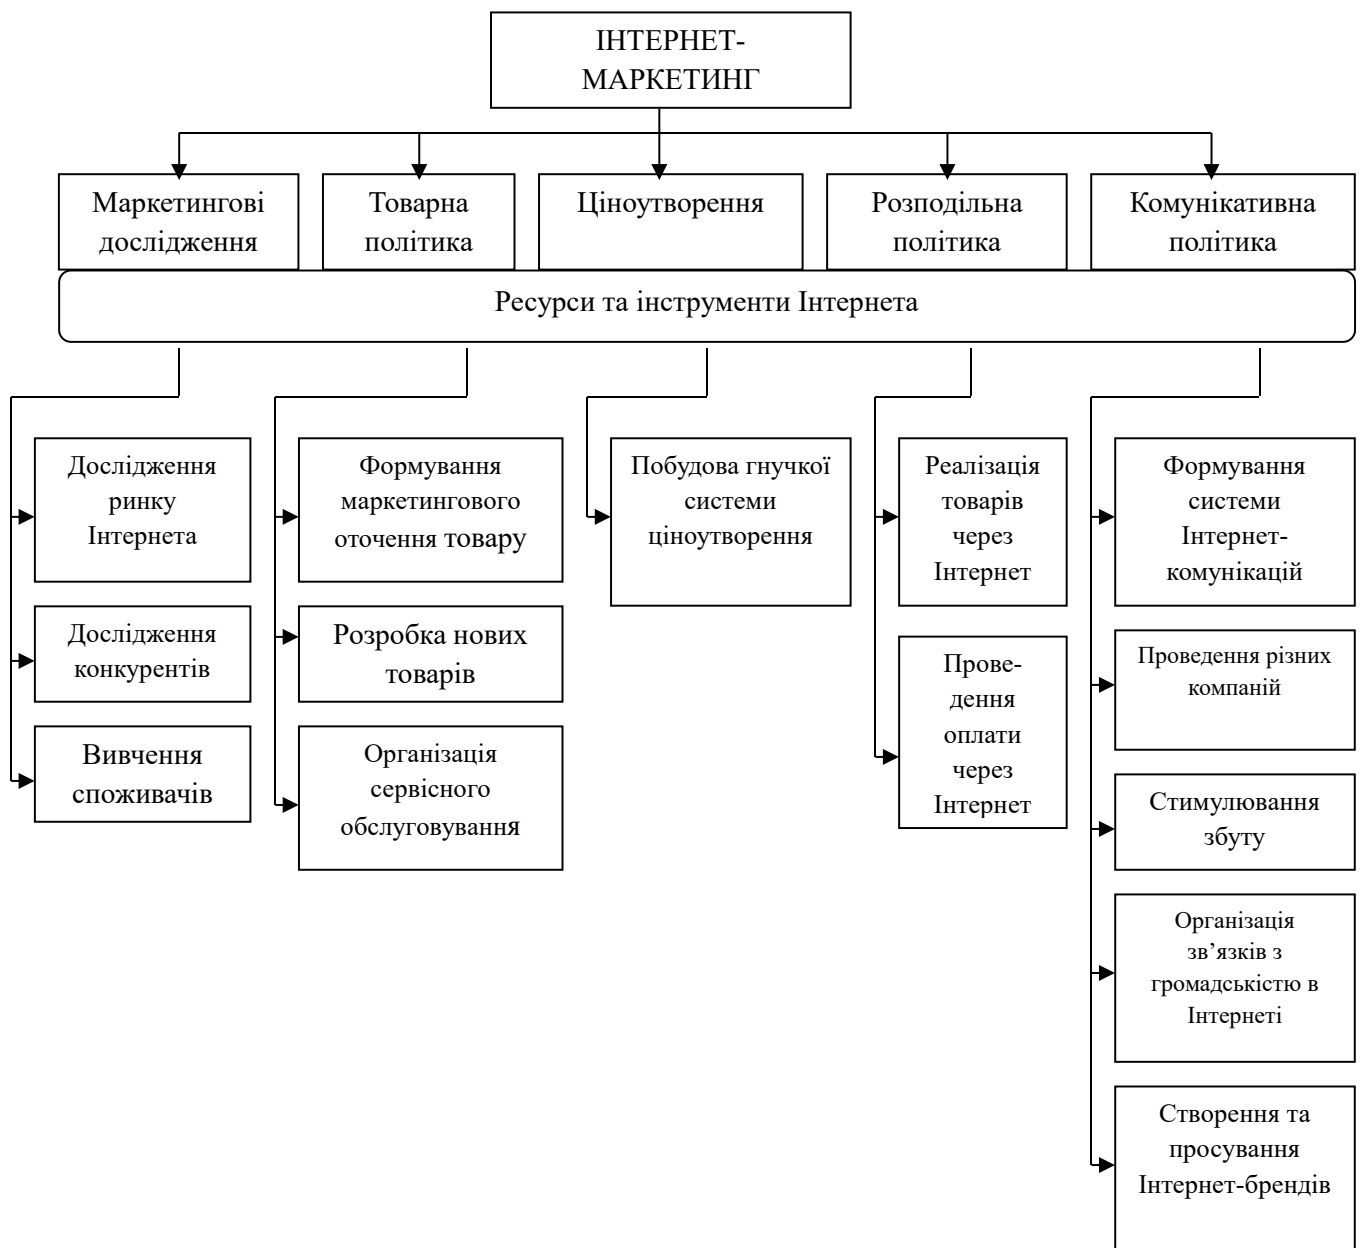 ІНТЕРНЕТ-
МАРКЕТИНГ
Маркетингові
дослідження
Товарна
політика
Ціноутворення
Розподільна
політика
Комунікативна
політика
Ресурси та інструменти Інтернета
Дослідження
ринку
Інтернета
Дослідження
конкурентів
Вивчення
споживачів
Формування
маркетингового
оточення товару
Розробка нових
товарів
Організація
сервісного
обслуговування
Побудова гнучкої
системи
ціноутворення
Реалізація
товарів
через
Інтернет
Прове-
дення
оплати
через
Інтернет
Формування
системи
Інтернет-
комунікацій
Проведення різних
компаній
Стимулювання
збуту
Організація
зв’язків з
громадськістю в
Інтернеті
Створення та
просування
Інтернет-брендів